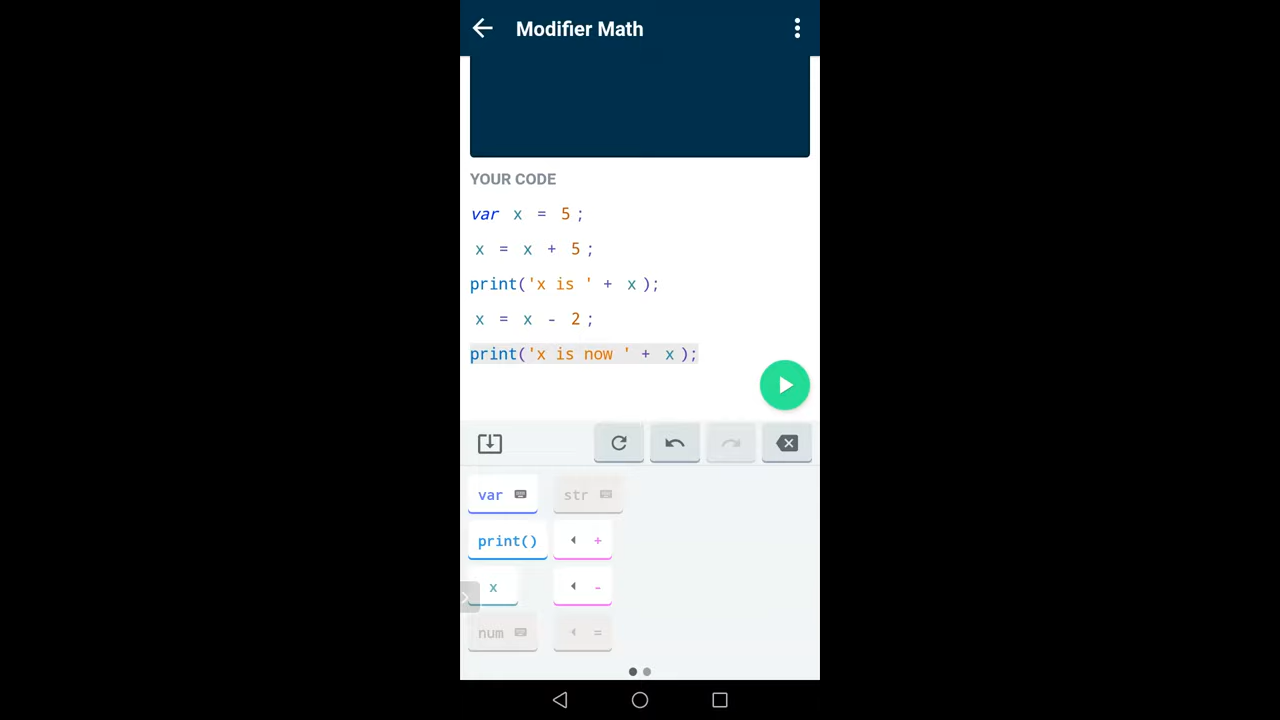 Modifier Math
YOUR CODE
var x = 5 ;
x = x + 5 ;
print('x is ' + x );
x = x - 2 ;
print('x is now ' + x );
var str
print() +
x -
num =